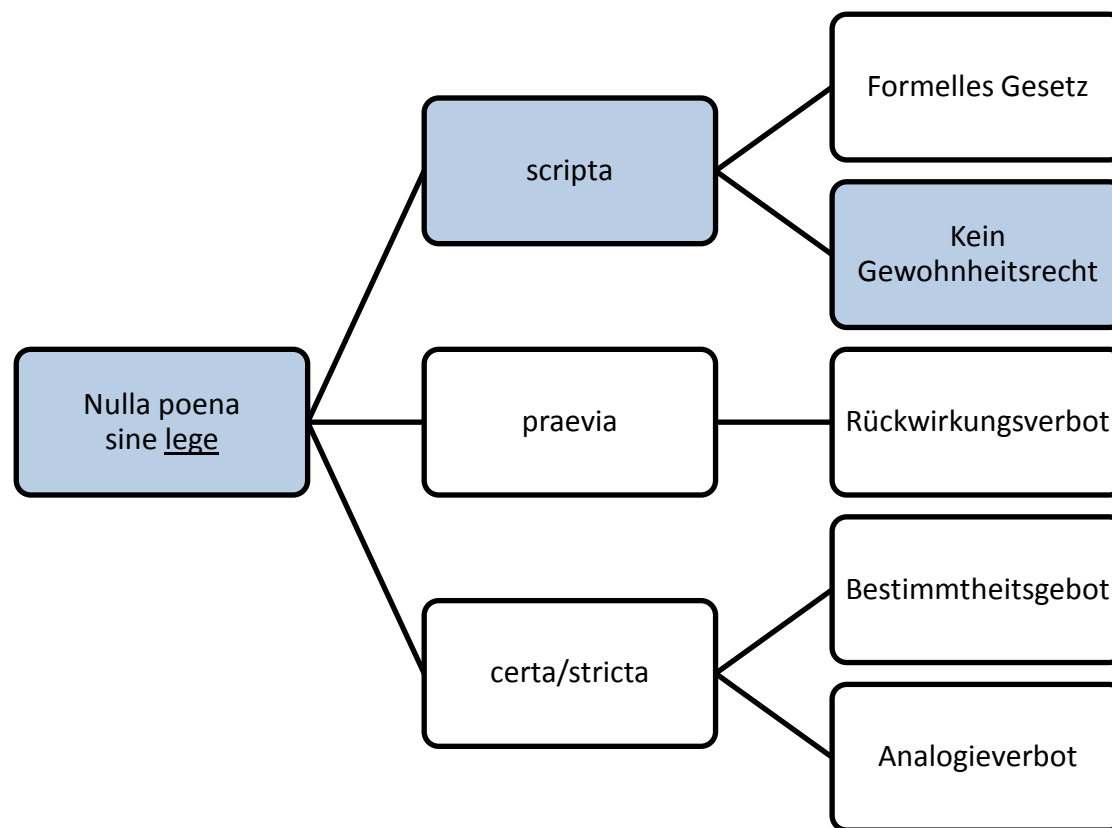 Formelles Gesetz
scripta
Kein
Gewohnheitsrecht
Nulla poena
sine lege
praevia
Rückwirkungsverbot
Bestimmtheitsgebot
certa/stricta
Analogieverbot